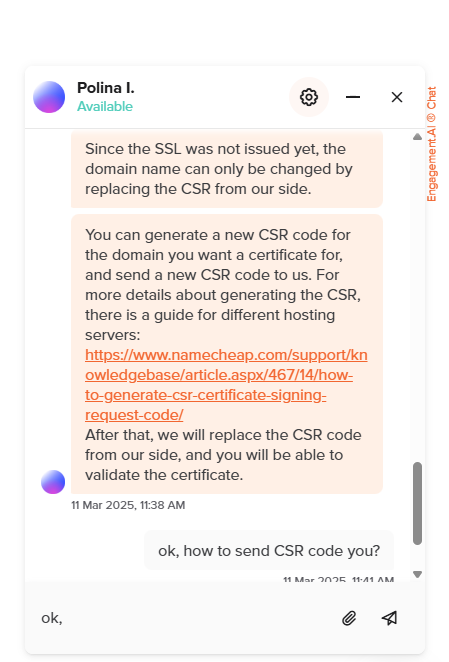 Polina I.
Available
Engagement.AI ® Chat
Since the SSL was not issued yet, the
domain name can only be changed by
replacing the CSR from our side.
You can generate a new CSR code for
the domain you want a certificate for,
and send a new CSR code to us. For
more details about generating the CSR,
there is a guide for different hosting
servers:
https://www.namecheap.com/support/kn
owledgebase/article.aspx/467/14/how-
to-generate-csr-certificate-signing-
request-code/
After that, we will replace the CSR code
from our side, and you will be able to
validate the certificate.
11 Mar 2025, 11:38 AM
ok, how to send CSR code you?
11 Mar 2025, 11:41 AM
ok,